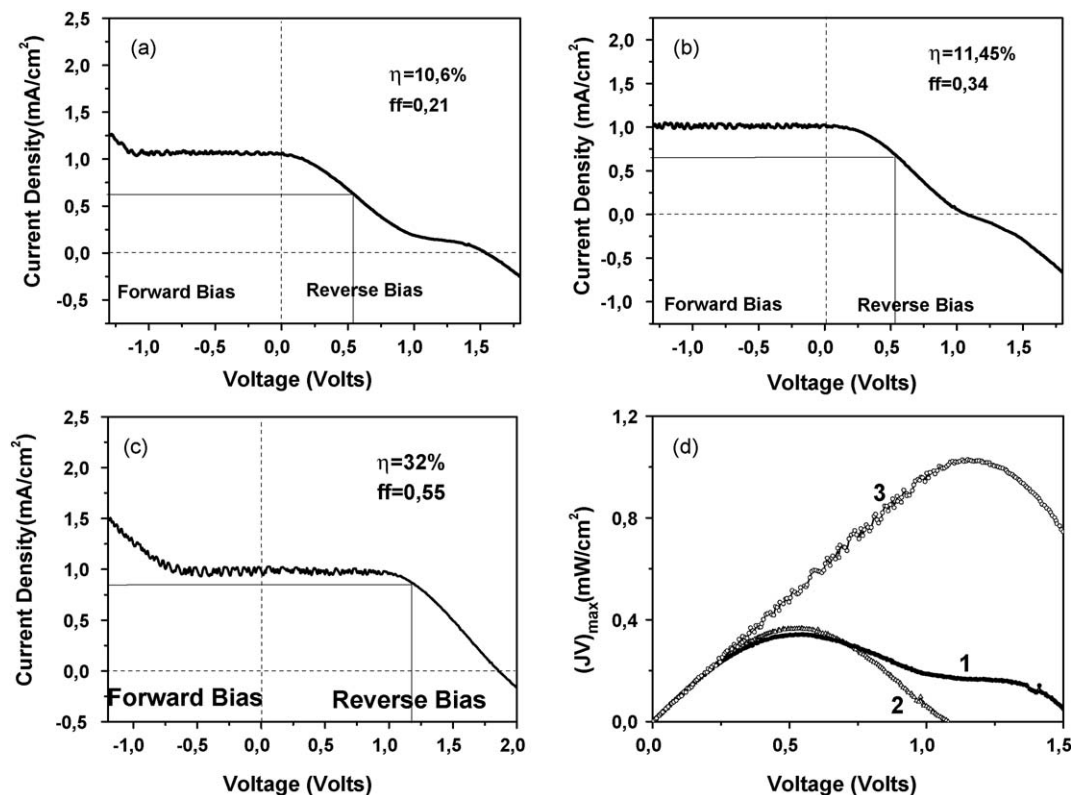 (a)
η=10,6%
ff=0,21
Current Density(mA/cm²)
2,5
2,0
1,5
1,0
0,5
0,0
-0,5
Forward Bias
Reverse Bias
-1,0 -0,5 0,0 0,5 1,0 1,5
Voltage (Volts)
(b)
η=11,45%
ff=0,34
Current Density (mA/cm²)
2,0
1,5
1,0
0,5
0,0
-0,5
-1,0
Forward Bias
Reverse Bias
-1,0 -0,5 0,0 0,5 1,0 1,5
Voltage (Volts)
(c)
η=32%
ff=0,55
Current Density(mA/cm²)
2,5
2,0
1,5
1,0
0,5
0,0
-0,5
Forward Bias
Reverse Bias
-1,0 -0,5 0,0 0,5 1,0 1,5 2,0
Voltage (Volts)
(d)
(JV)max(mW/cm²)
1,2
0,8
0,4
0,0
3
1
2
0,0 0,5 1,0 1,5
Voltage (Volts)